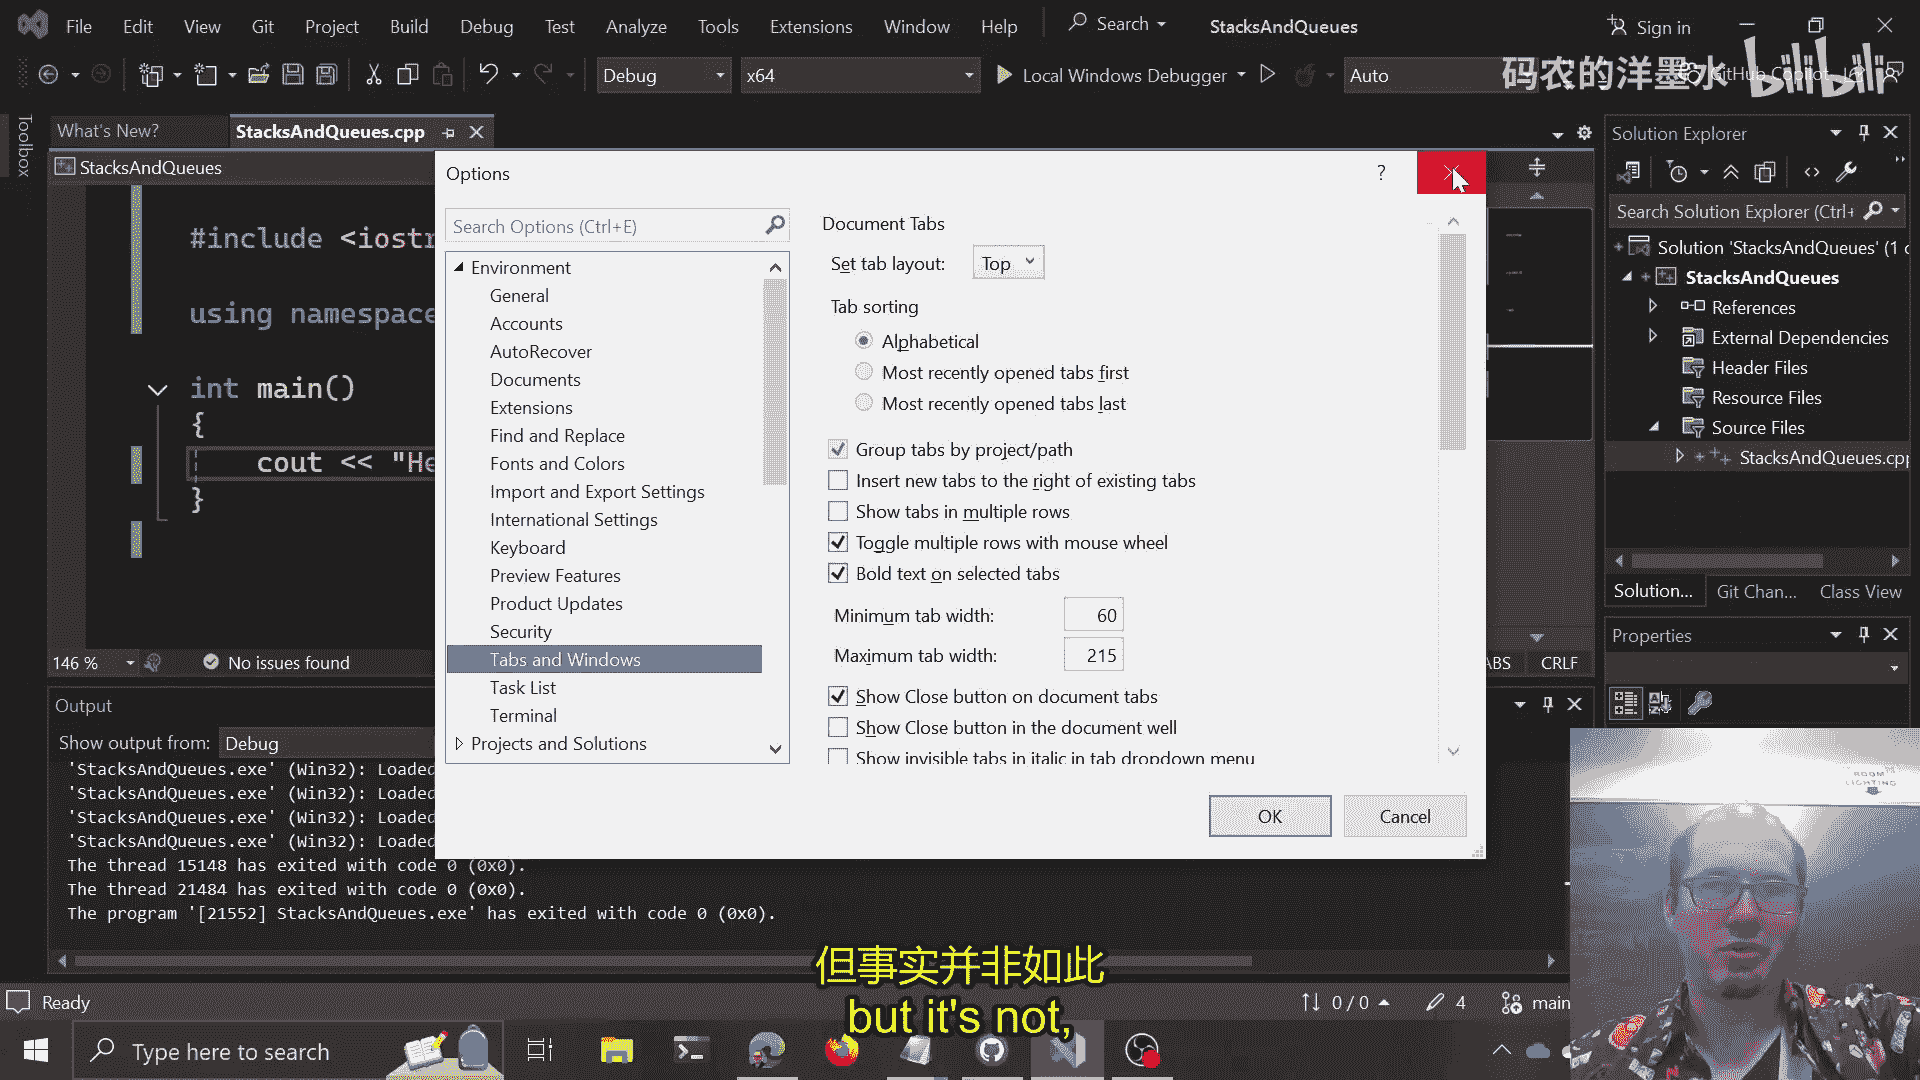 File Edit View Git Project Build Debug Test Analyze Tools Extensions Window Help Search StacksAndQueues Sign in
Debug x64 Local Windows Debugger Auto GitHub Copilot
码农的洋墨水 bilibili
Toolbox
What's New? StacksAndQueues.cpp
StacksAndQueues
#include <iostr
using namespace
int main()
{
cout << "He
}
146 % No issues found
ABS CRLF
Options ?
Search Options (Ctrl+E)
Environment
General
Accounts
AutoRecover
Documents
Extensions
Find and Replace
Fonts and Colors
Import and Export Settings
International Settings
Keyboard
Preview Features
Product Updates
Security
Tabs and Windows
Task List
Terminal
Projects and Solutions
Document Tabs
Set tab layout: Top
Tab sorting
Alphabetical
Most recently opened tabs first
Most recently opened tabs last
Group tabs by project/path
Insert new tabs to the right of existing tabs
Show tabs in multiple rows
Toggle multiple rows with mouse wheel
Bold text on selected tabs
Minimum tab width: 60
Maximum tab width: 215
Show Close button on document tabs
Show Close button in the document well
Show invisible tabs in italic in tab dropdown menu
OK Cancel
Solution Explorer
Search Solution Explorer (Ctrl+
Solution 'StacksAndQueues' (1 o
StacksAndQueues
References
External Dependencies
Header Files
Resource Files
Source Files
StacksAndQueues.cpp
Solution... Git Chan... Class View
Properties
Output
Show output from: Debug
'StacksAndQueues.exe' (Win32): Loaded
'StacksAndQueues.exe' (Win32): Loaded
'StacksAndQueues.exe' (Win32): Loaded
'StacksAndQueues.exe' (Win32): Loaded
The thread 15148 has exited with code 0 (0x0).
The thread 21484 has exited with code 0 (0x0).
The program '[21552] StacksAndQueues.exe' has exited with code 0 (0x0).
ROOM
LIGHTING
但事实并非如此
but it's not,
Ready 0 / 0 4 main
Type here to search